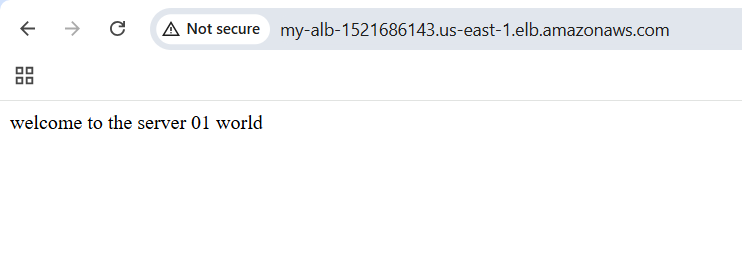 Not secure my-alb-1521686143.us-east-1.elb.amazonaws.com
welcome to the server 01 world